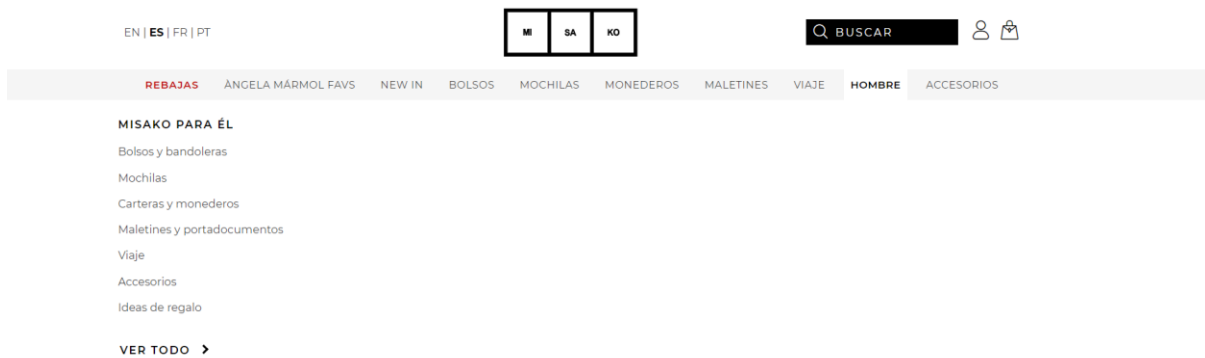 EN | ES | FR | PT
MI SA KO
BUSCAR
REBAJAS ÀNGELA MÁRMOL FAVS NEW IN BOLSOS MOCHILAS MONEDEROS MALETINES VIAJE HOMBRE ACCESORIOS
MISAKO PARA ÉL
Bolsos y bandoleras
Mochilas
Carteras y monederos
Maletines y portadocumentos
Viaje
Accesorios
Ideas de regalo
VER TODO